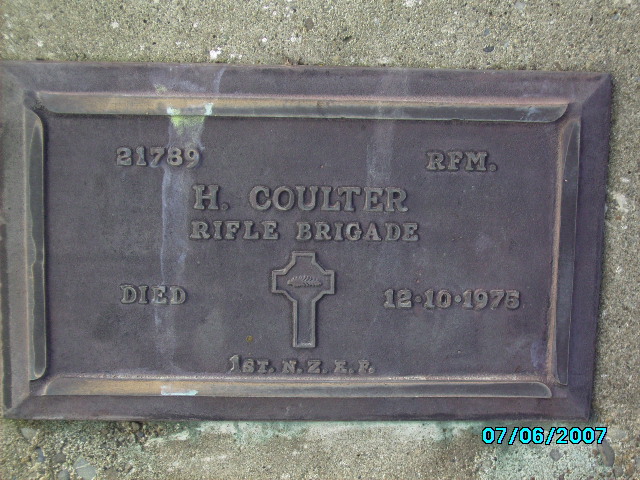 21789 RFM.
H. COULTER
RIFLE BRIGADE
DIED 12·10·1975
1ST. N.Z.E.F.
07/06/2007